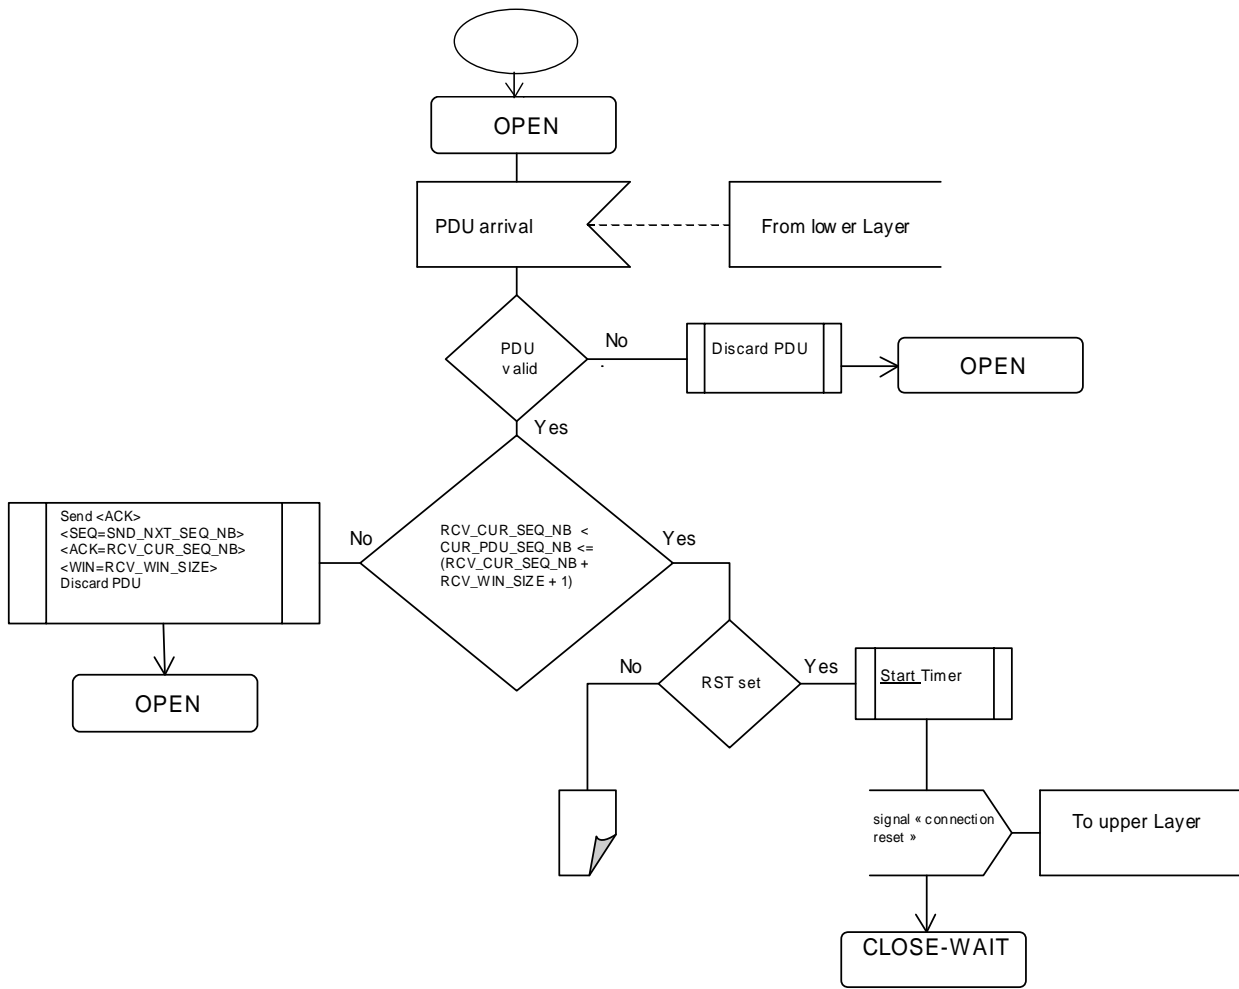 OPEN
PDU arrival
From lower Layer
PDU
valid
No
Discard PDU
OPEN
Yes
Send <ACK>
<SEQ=SND_NXT_SEQ_NB>
<ACK=RCV_CUR_SEQ_NB>
<WIN=RCV_WIN_SIZE>
Discard PDU
No
RCV_CUR_SEQ_NB <
CUR_PDU_SEQ_NB <=
(RCV_CUR_SEQ_NB +
RCV_WIN_SIZE + 1)
Yes
OPEN
No
RST set
Yes
Start Timer
signal « connection
reset »
To upper Layer
CLOSE-WAIT